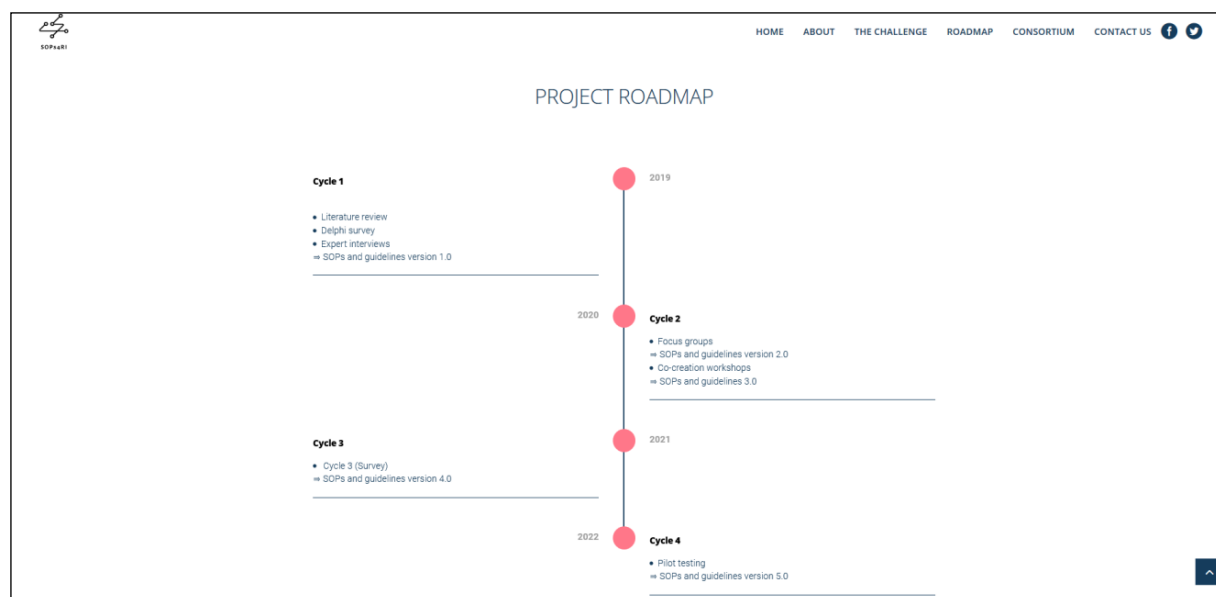 SOPs4RI
HOME ABOUT THE CHALLENGE ROADMAP CONSORTIUM CONTACT US
PROJECT ROADMAP
Cycle 1
2019
• Literature review
• Delphi survey
• Expert interviews
⇒ SOPs and guidelines version 1.0
2020
Cycle 2
• Focus groups
⇒ SOPs and guidelines version 2.0
• Co-creation workshops
⇒ SOPs and guidelines 3.0
Cycle 3
2021
• Cycle 3 (Survey)
⇒ SOPs and guidelines version 4.0
2022
Cycle 4
• Pilot testing
⇒ SOPs and guidelines version 5.0